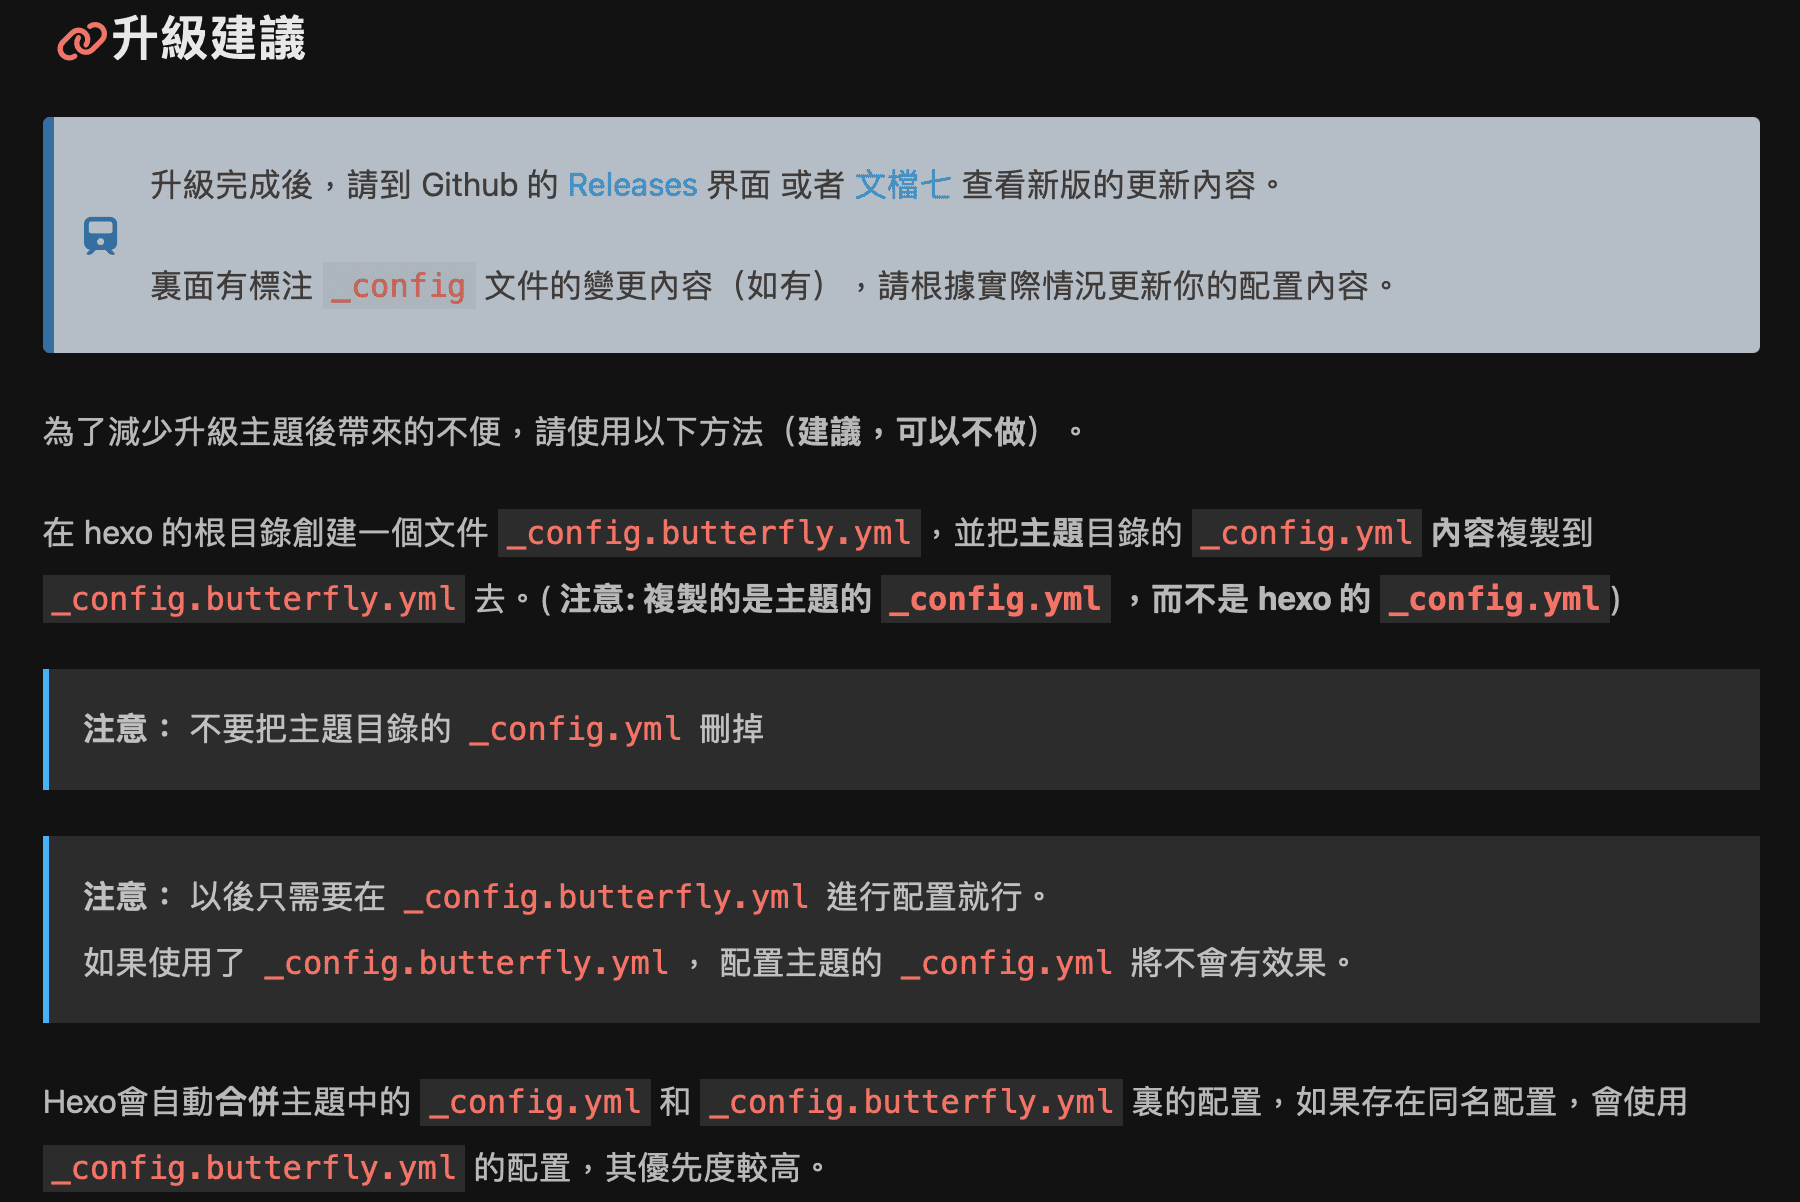 升級建議
升級完成後，請到 Github 的 Releases 界面 或者 文檔七 查看新版的更新內容。
裏面有標注 _config 文件的變更內容（如有），請根據實際情況更新你的配置內容。
為了減少升級主題後帶來的不便，請使用以下方法（建議，可以不做）。
在 hexo 的根目錄創建一個文件 _config.butterfly.yml，並把主題目錄的 _config.yml 內容複製到
_config.butterfly.yml 去。( 注意: 複製的是主題的 _config.yml ，而不是 hexo 的 _config.yml)
注意： 不要把主題目錄的 _config.yml 刪掉
注意： 以後只需要在 _config.butterfly.yml 進行配置就行。
如果使用了 _config.butterfly.yml， 配置主題的 _config.yml 將不會有效果。
Hexo會自動合併主題中的 _config.yml 和 _config.butterfly.yml 裏的配置，如果存在同名配置，會使用
_config.butterfly.yml 的配置，其優先度較高。